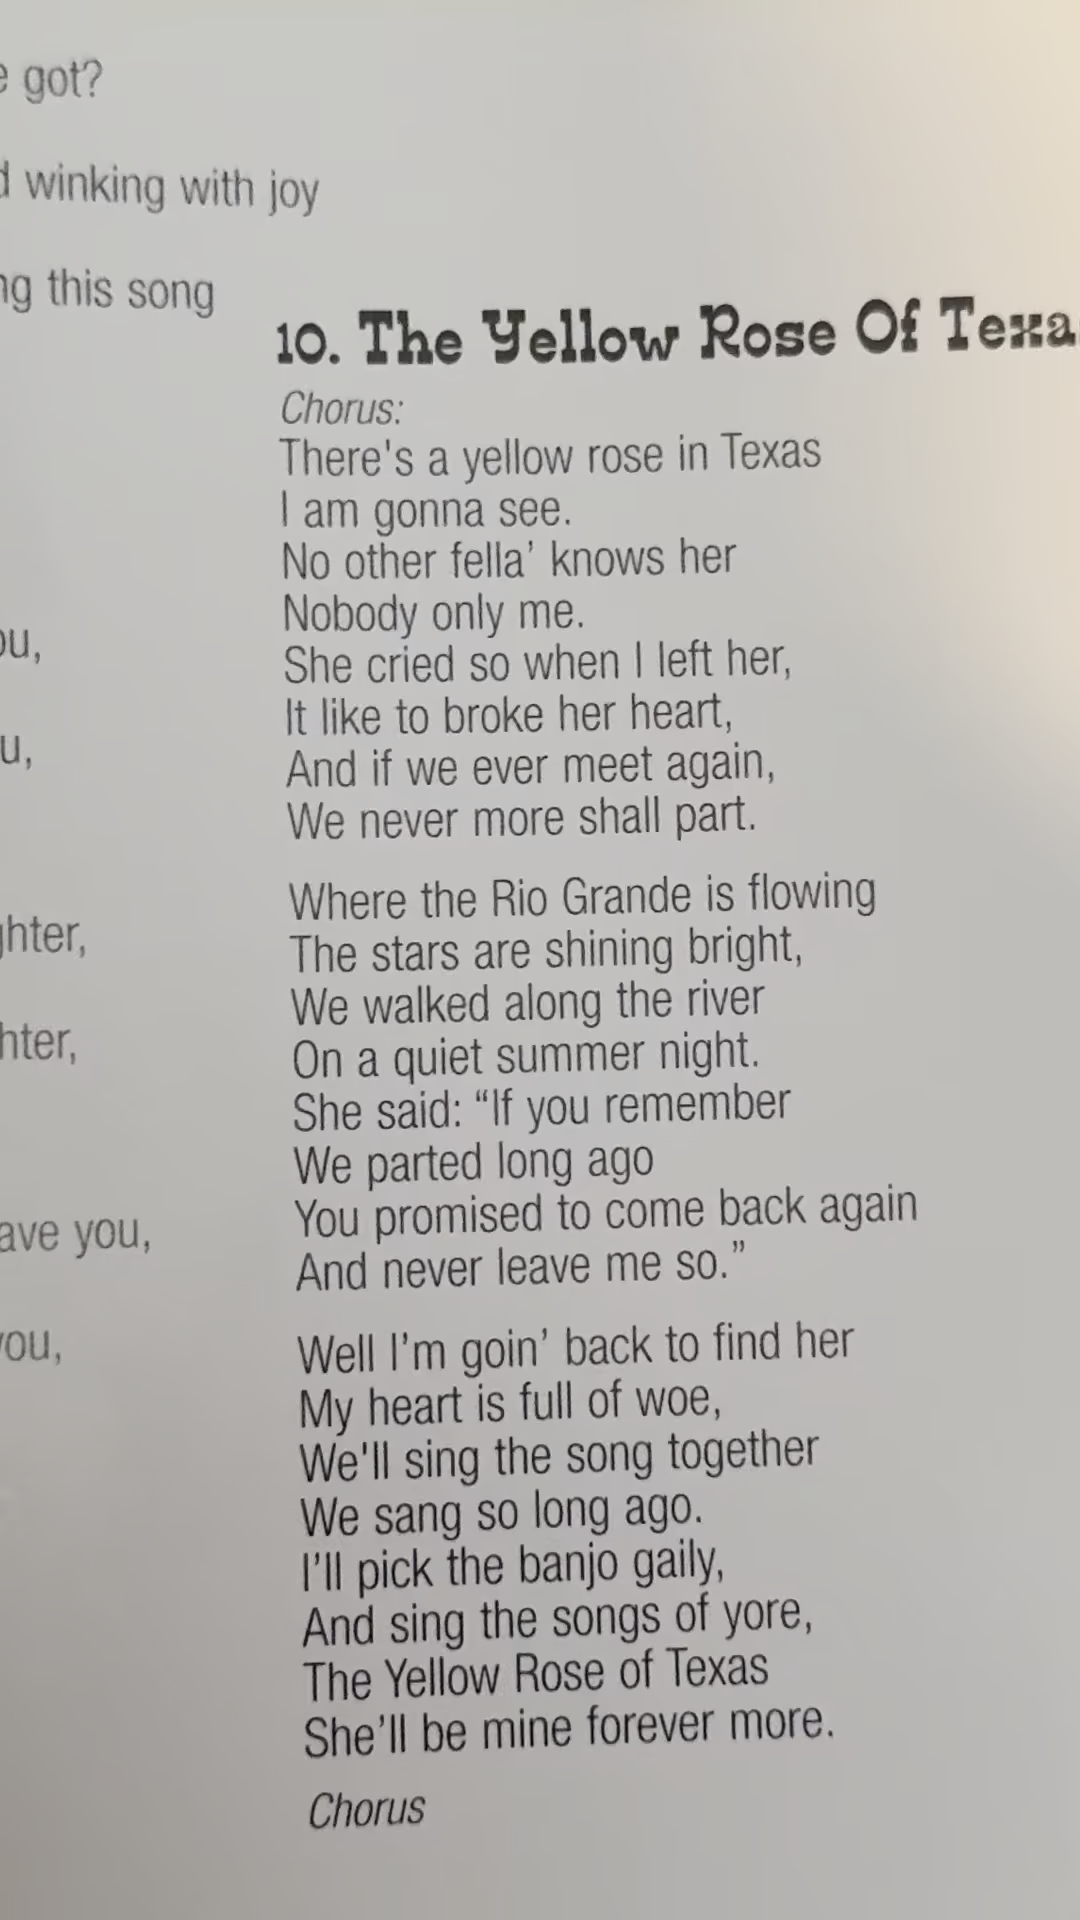 got?
winking with joy
this song
10. The Yellow Rose Of
Chorus:
There's a yellow rose in Texas
I am gonna see.
No other fella’ knows her
Nobody only me.
She cried so when I left her,
It like to broke her heart,
And if we ever meet again,
We never more shall part.
Where the Rio Grande is flowing
The stars are shining bright,
We walked along the river
On a quiet summer night.
She said: “If you remember
We parted long ago
You promised to come back again
And never leave me so.”
Well I’m goin’ back to find her
My heart is full of woe,
We'll sing the song together
We sang so long ago.
I’ll pick the banjo gaily,
And sing the songs of yore,
The Yellow Rose of Texas
She’ll be mine forever more.
Chorus
you,